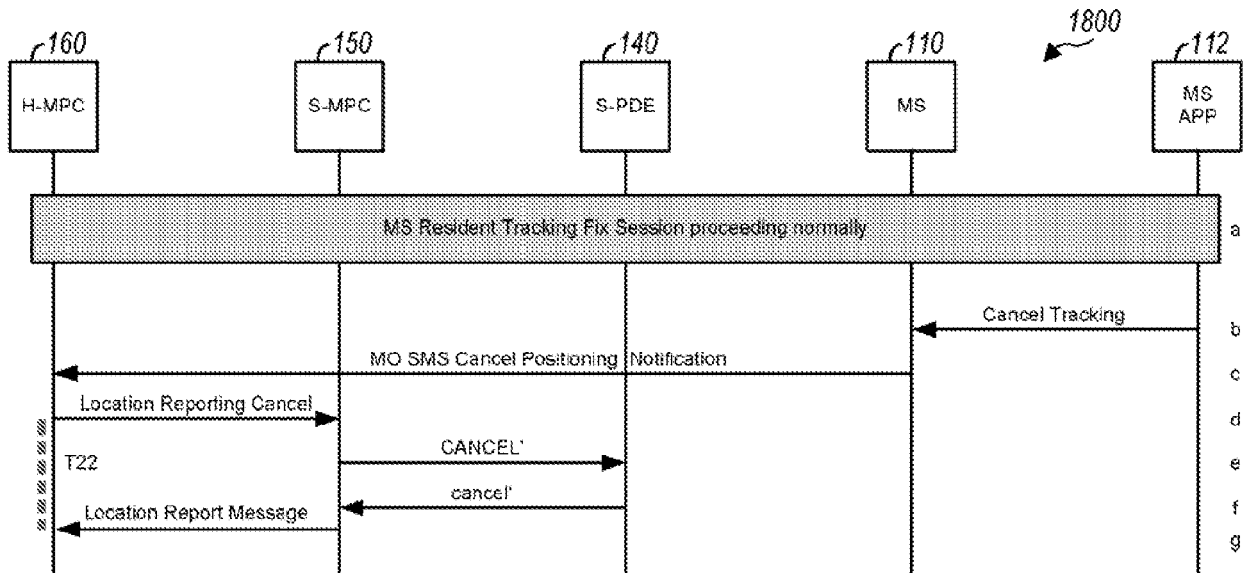 160
150
140
110
1800
112
H-MPC
S-MPC
S-PDE
MS
MS
APP
MS Resident Tracking Fix Session proceeding normally
a
Cancel Tracking
b
MO SMS Cancel Positioning Notification
c
Location Reporting Cancel
d
T22
CANCEL'
e
cancel'
f
Location Report Message
g